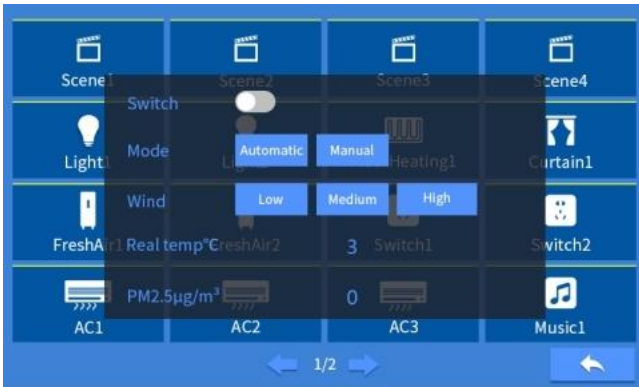 Scene1 Scene2 Scene3 Scene4
Switch
Mode Automatic Manual
Light1 Heating1 Curtain1
Wind Low Medium High
FreshAir1 FreshAir2 Switch1 Switch2
Real temp°C 3
PM2.5μg/m³ 0
AC1 AC2 AC3 Music1
1/2